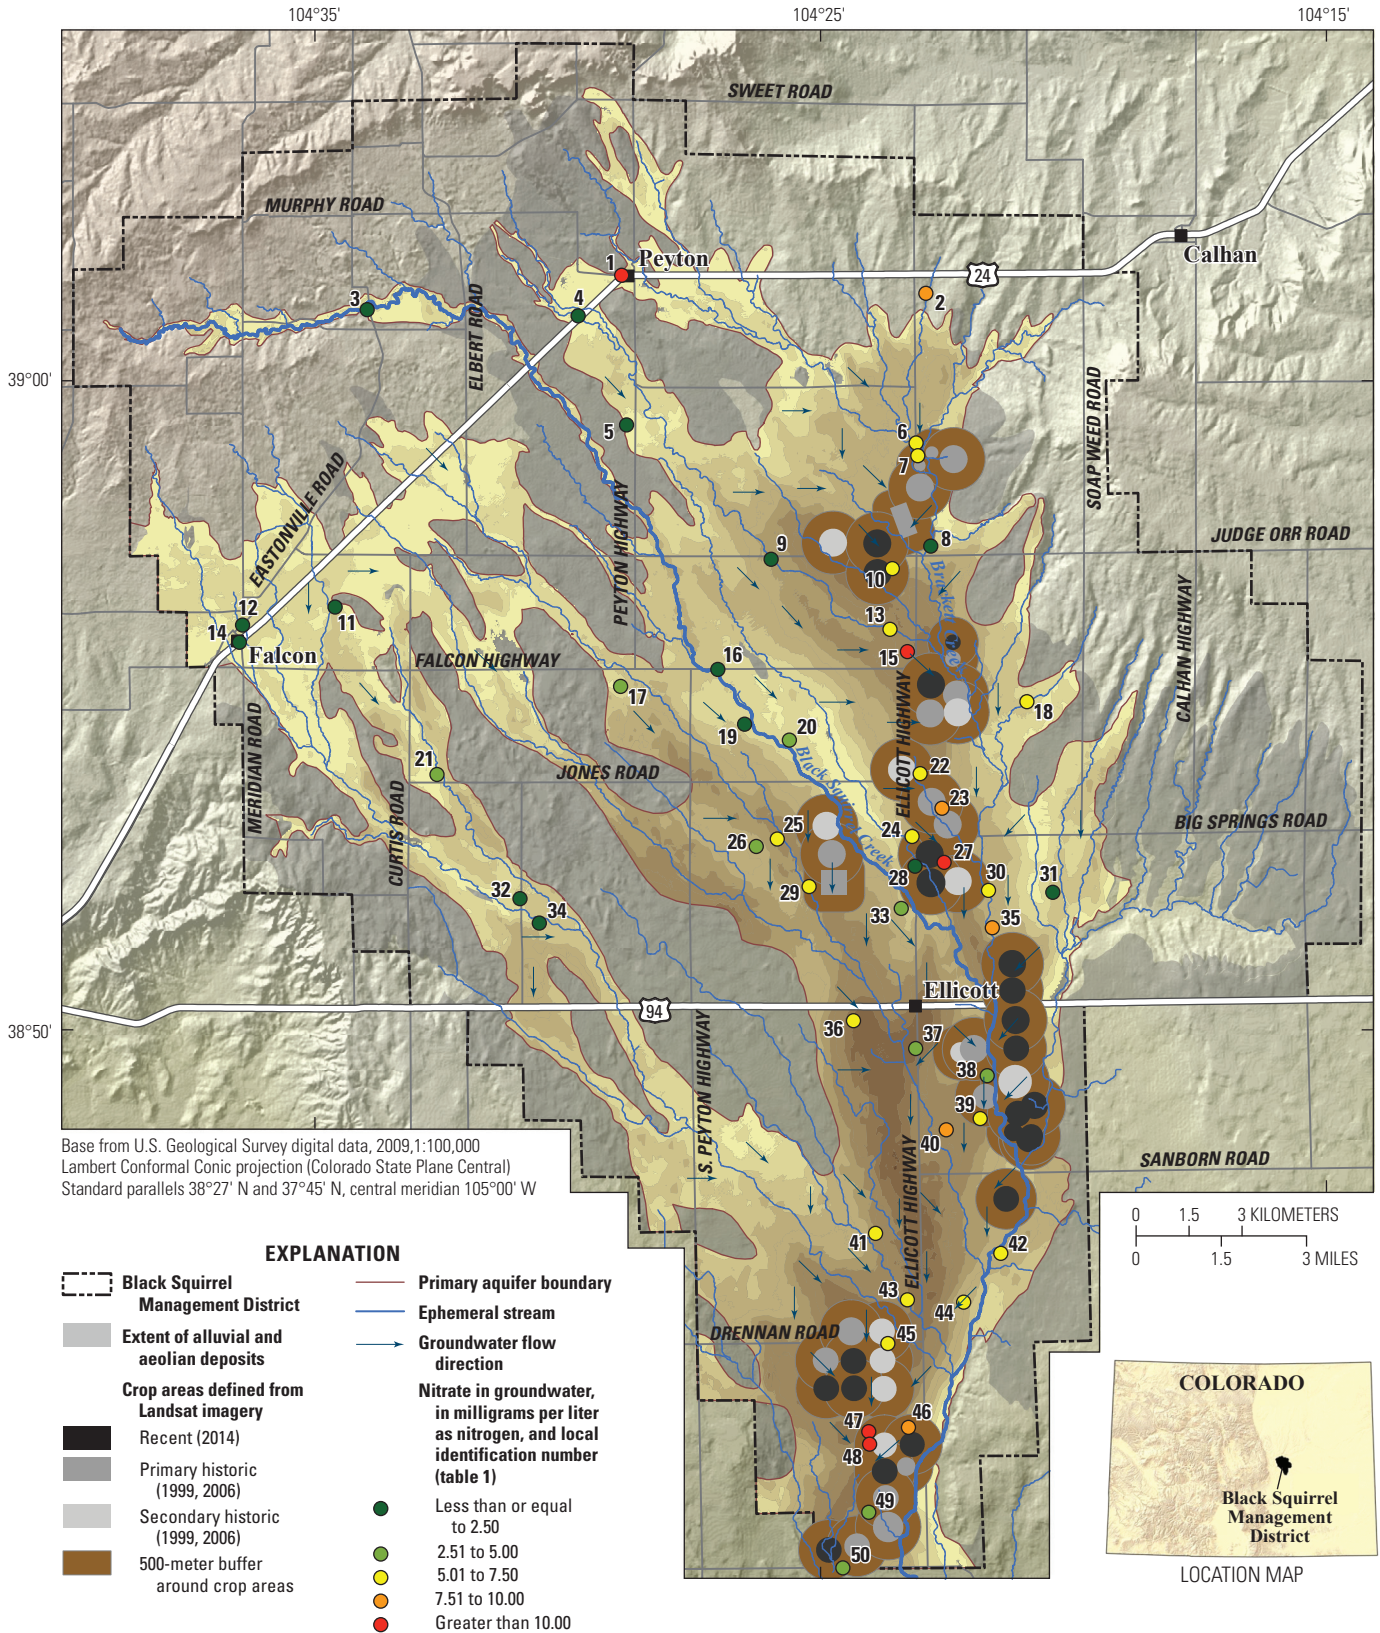 104°35'
104°25'
104°15'
SWEET ROAD
MURPHY ROAD
Peyton
1
Calhan
24
2
3
4
ELBERT ROAD
39°00'
SOAP WEED ROAD
5
6
7
EASTONVILLE ROAD
PEYTON HIGHWAY
JUDGE ORR ROAD
8
9
10
Bracken Creek
CALHAN HIGHWAY
11
12
13
14
Falcon
15
FALCON HIGHWAY
16
17
18
ELLICOTT HIGHWAY
19
20
MERIDIAN ROAD
Black Squirrel Creek
JONES ROAD
21
22
23
CURTIS ROAD
BIG SPRINGS ROAD
24
25
26
27
28
29
30
31
32
33
34
35
Ellicott
94
38°50'
36
37
S. PEYTON HIGHWAY
38
39
40
ELLICOTT HIGHWAY
SANBORN ROAD
41
42
43
44
DRENNAN ROAD
45
46
47
48
49
50
Base from U.S. Geological Survey digital data, 2009,1:100,000
Lambert Conformal Conic projection (Colorado State Plane Central)
Standard parallels 38°27' N and 37°45' N, central meridian 105°00' W
0 1.5 3 KILOMETERS
0 1.5 3 MILES
EXPLANATION
Black Squirrel
Management District
Extent of alluvial and
aeolian deposits
Crop areas defined from
Landsat imagery
Recent (2014)
Primary historic
(1999, 2006)
Secondary historic
(1999, 2006)
500-meter buffer
around crop areas
Primary aquifer boundary
Ephemeral stream
Groundwater flow
direction
Nitrate in groundwater,
in milligrams per liter
as nitrogen, and local
identification number
(table 1)
Less than or equal
to 2.50
2.51 to 5.00
5.01 to 7.50
7.51 to 10.00
Greater than 10.00
COLORADO
Black Squirrel
Management
District
LOCATION MAP